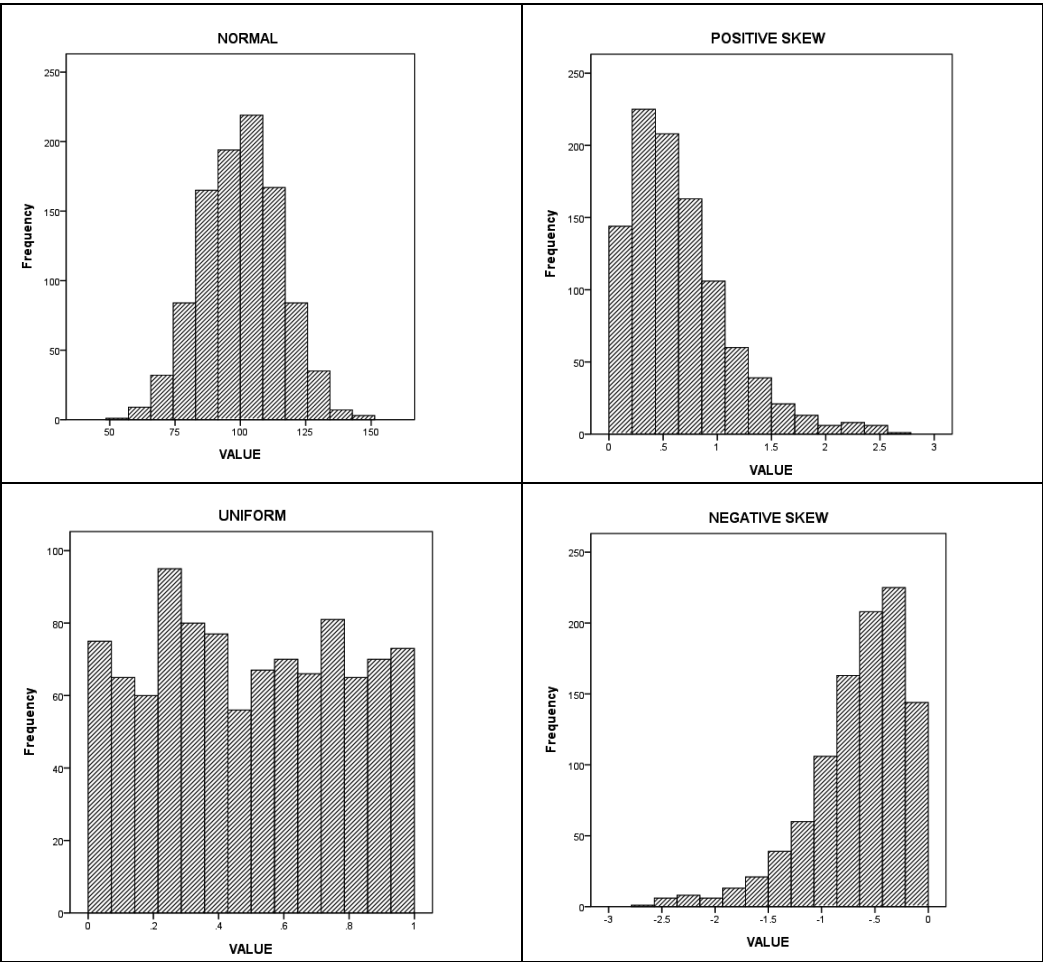 NORMAL
250
200
150
100
50
0
Frequency
50 75 100 125 150
VALUE
POSITIVE SKEW
250
200
150
100
50
0
Frequency
0 .5 1 1.5 2 2.5 3
VALUE
UNIFORM
100
80
60
40
20
0
Frequency
0 .2 .4 .6 .8 1
VALUE
NEGATIVE SKEW
250
200
150
100
50
0
Frequency
-3 -2.5 -2 -1.5 -1 -.5 0
VALUE